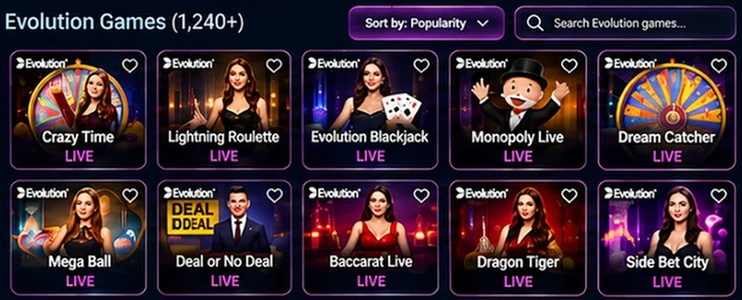 Evolution Games (1,240+)
Sort by: Popularity
Search Evolution games...
Evolution
Evolution
Evolution
Evolution
Evolution
Crazy Time
Lightning Roulette
Evolution Blackjack
Monopoly Live
Dream Catcher
LIVE
LIVE
LIVE
LIVE
LIVE
Evolution
Evolution
Evolution
Evolution
Evolution
DEAL
DDEAL
Mega Ball
Deal or No Deal
Baccarat Live
Dragon Tiger
Side Bet City
LIVE
LIVE
LIVE
LIVE
LIVE